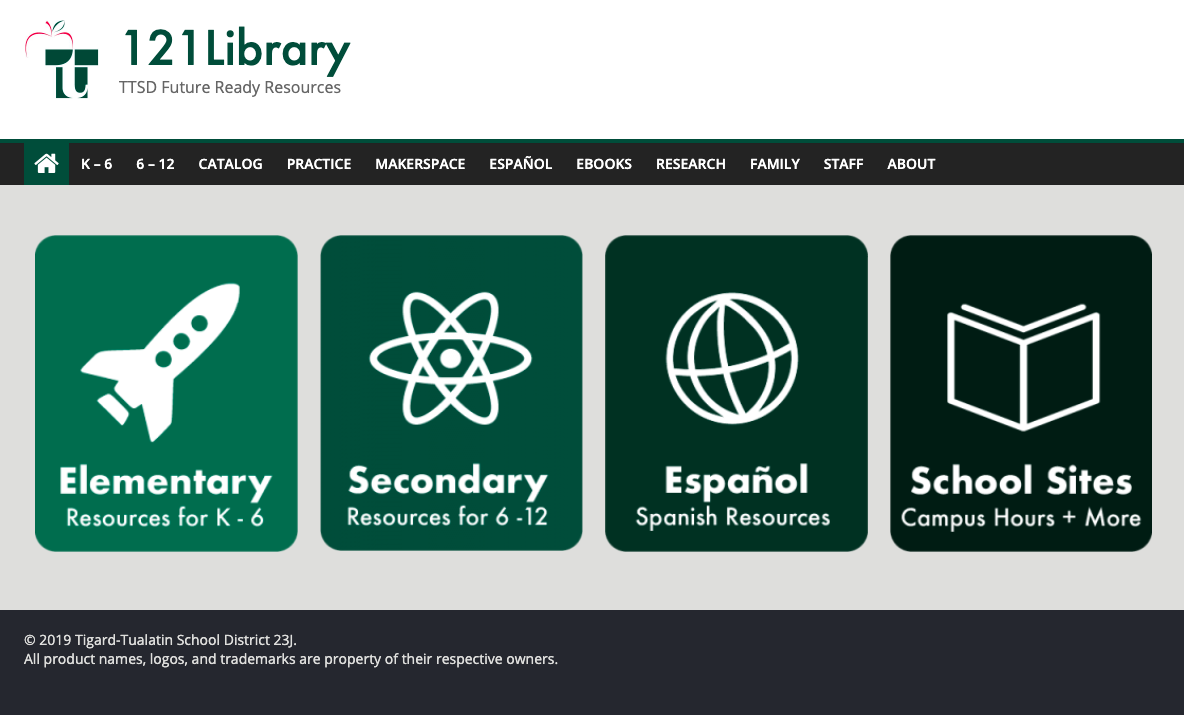 121Library
TTSD Future Ready Resources
K – 6 6 – 12 CATALOG PRACTICE MAKERSPACE ESPAÑOL EBOOKS RESEARCH FAMILY STAFF ABOUT
Elementary
Resources for K - 6
Secondary
Resources for 6 -12
Español
Spanish Resources
School Sites
Campus Hours + More
© 2019 Tigard-Tualatin School District 23J.
All product names, logos, and trademarks are property of their respective owners.